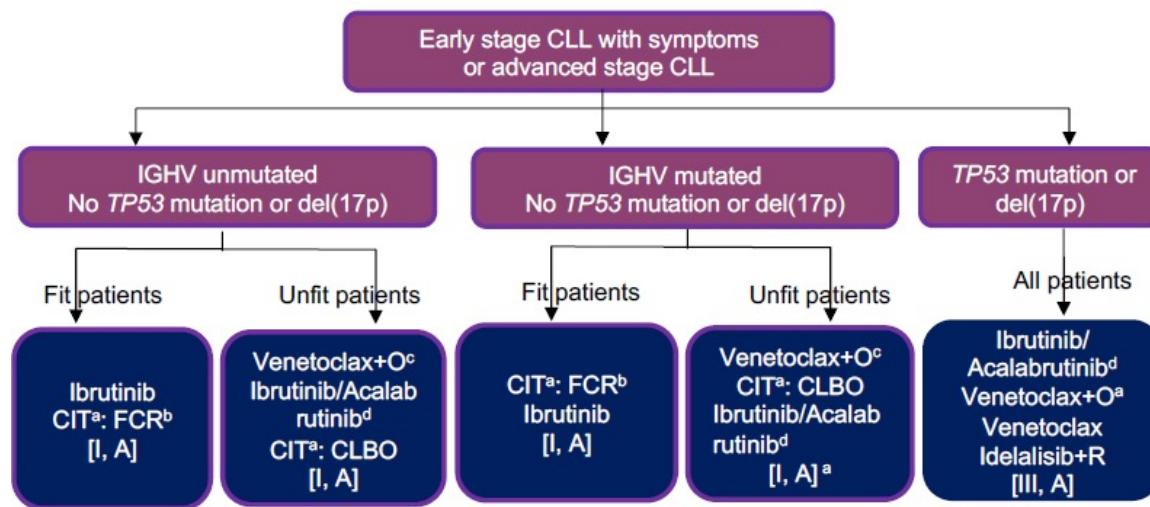 Early stage CLL with symptoms
or advanced stage CLL
IGHV unmutated
No TP53 mutation or del(17p)
IGHV mutated
No TP53 mutation or del(17p)
TP53 mutation or
del(17p)
Fit patients
Unfit patients
Fit patients
Unfit patients
All patients
Ibrutinib
CITᵃ: FCRᵇ
[I, A]
Venetoclax+Oᶜ
Ibrutinib/Acalab
rutinibᵈ
CITᵃ: CLBO
[I, A]
CITᵃ: FCRᵇ
Ibrutinib
[I, A]
Venetoclax+Oᶜ
CITᵃ: CLBO
Ibrutinib/Acalab
rutinibᵈ
[I, A] ᵃ
Ibrutinib/
Acalabrutinibᵈ
Venetoclax+Oᵃ
Venetoclax
Idelalisib+R
[III, A]